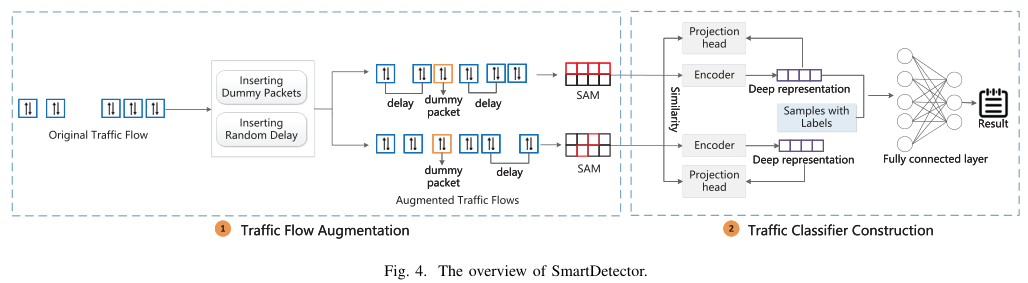 Original Traffic Flow
Inserting
Dummy Packets
Inserting
Random Delay
delay
dummy
packet
delay
SAM
dummy
packet
delay
SAM
Augmented Traffic Flows
1 Traffic Flow Augmentation
Projection
head
Encoder
Deep representation
Similarity
Samples with
Labels
Encoder
Deep representation
Projection
head
Fully connected layer
Result
2 Traffic Classifier Construction
Fig. 4. The overview of SmartDetector.